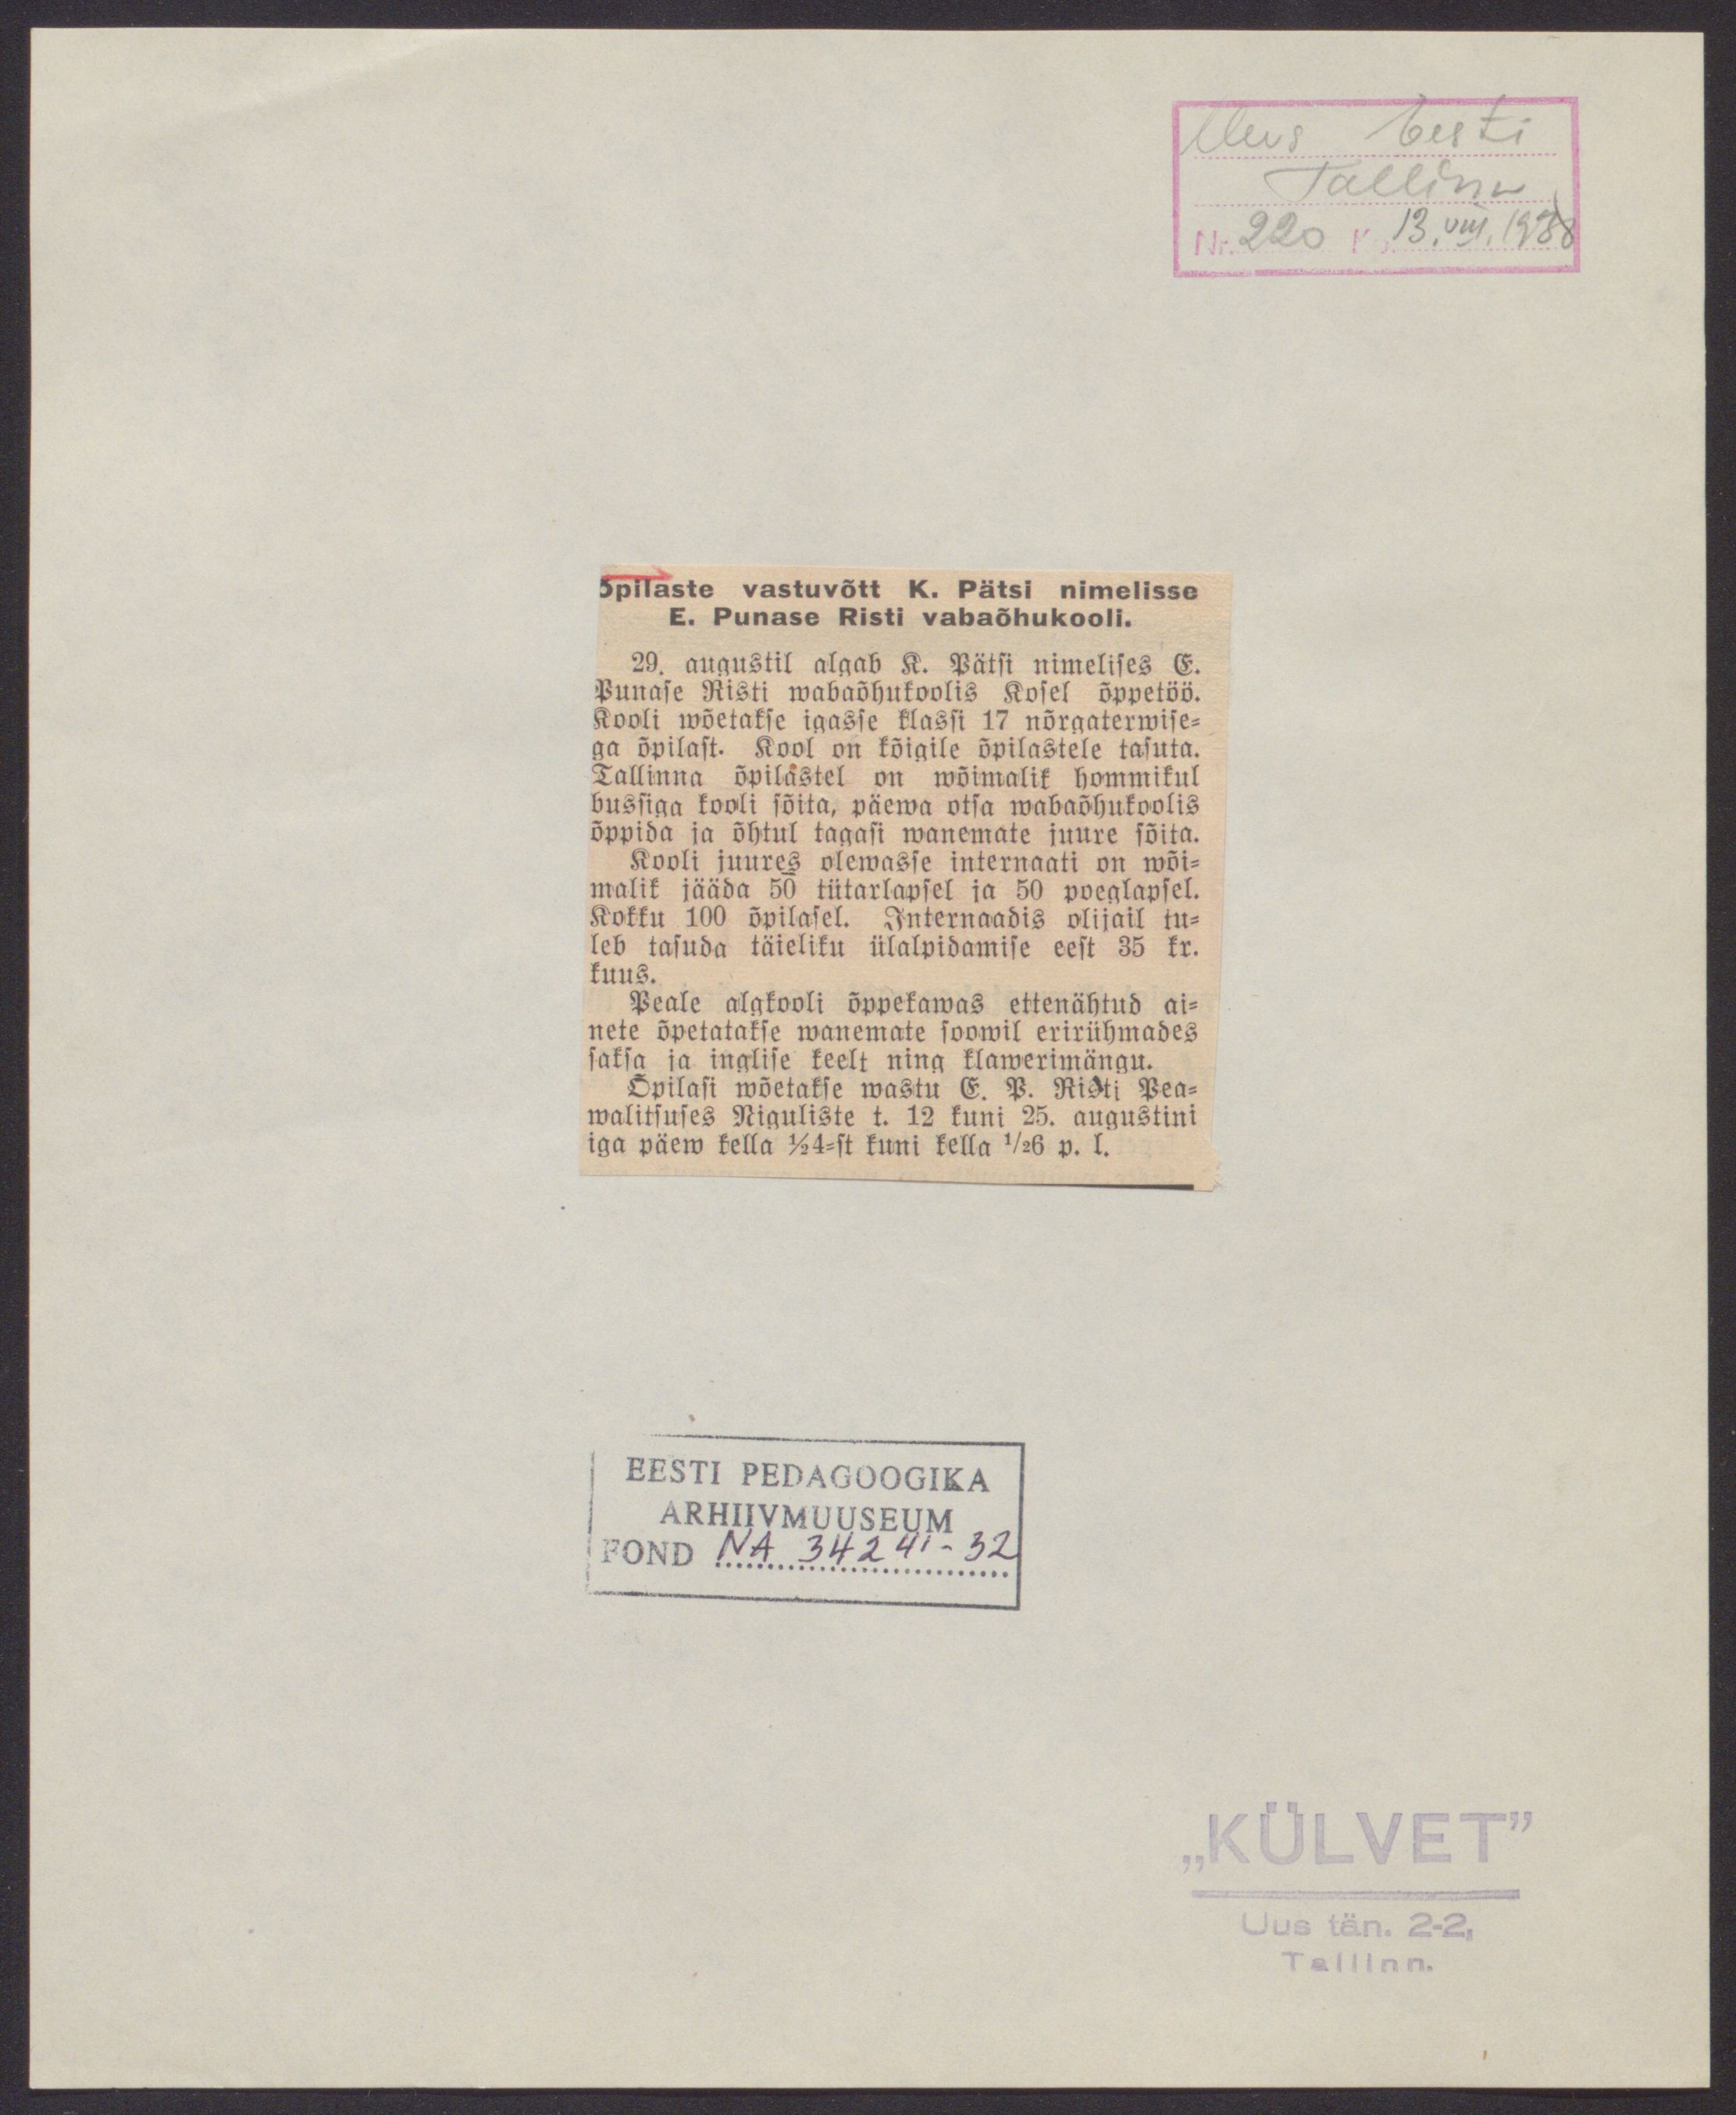 Uus Eesti
Tallinn
Nr. 220 13. VIII. 1938
Õpilaste vastuvõtt K. Pätsi nimelisse
E. Punase Risti vabaõhukooli.
29. augustil algab K. Pätsi nimelises E.
Punase Risti wabaõhukoolis Kosel õppetöö.
Kooli wõetakse igasse klassi 17 nõrgaterwise-
ga õpilast. Kool on kõigile õpilastele tasuta.
Tallinna õpilastel on wõimalik hommikul
bussiga kooli sõita, päewa otsa wabaõhukoolis
õppida ja õhtul tagasi wanemate juure sõita.
Kooli juures olewasse internaati on wõi-
malik jääda 50 tütarlapsel ja 50 poeglapsel.
Kokku 100 õpilasel. Internaadis olijail tu-
leb tasuda täieliku ülalpidamise eest 35 kr.
kuus.
Peale algkooli õppekawas ettenähtud ai-
nete õpetatakse wanemate soowil erirühmades
saksa ja inglise keelt ning klawerimängu.
Õpilasi wõetakse wastu E. P. Risti Pea-
walitsuses Niguliste t. 12 kuni 25. augustini
iga päew kella ½4-st kuni kella ½6 p. l.
EESTI PEDAGOOGIKA
ARHIIVMUUSEUM
FOND NA 34241-32
„KÜLVET”
Uus tän. 2-2,
Tallinn.